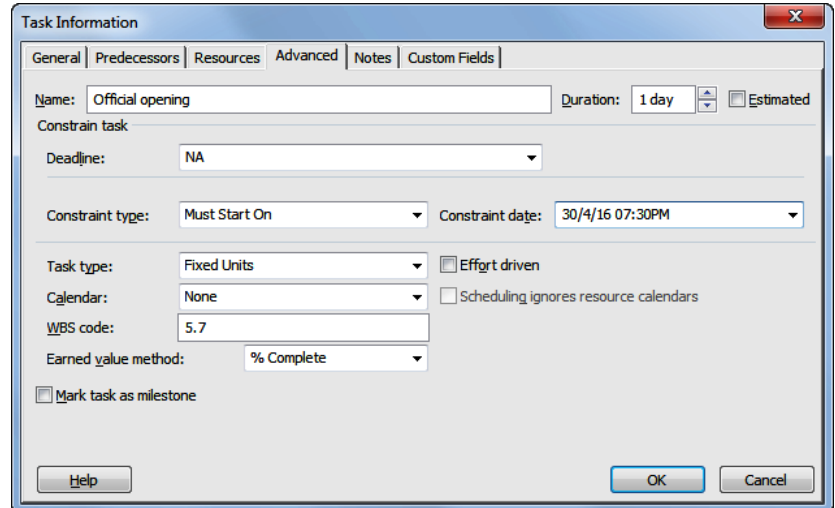 Task Information
General Predecessors Resources Advanced Notes Custom Fields
Name: Official opening Duration: 1 day Estimated
Constrain task
Deadline: NA
Constraint type: Must Start On Constraint date: 30/4/16 07:30PM
Task type: Fixed Units Effort driven
Calendar: None Scheduling ignores resource calendars
WBS code: 5.7
Earned value method: % Complete
Mark task as milestone
Help OK Cancel